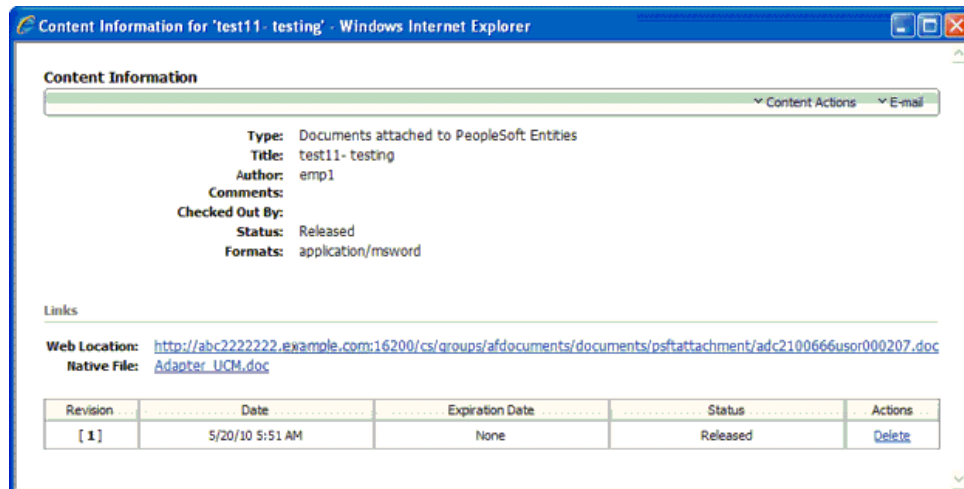 Content Information for 'test11- testing' - Windows Internet Explorer
Content Information
Content Actions E-mail
Type: Documents attached to PeopleSoft Entities
Title: test11- testing
Author: emp1
Comments:
Checked Out By:
Status: Released
Formats: application/msword
Links
Web Location: http://abc2222222.example.com:16200/cs/groups/afdocuments/documents/psftattachment/adc2100666usor000207.doc
Native File: Adapter_UCM.doc
Revision Date Expiration Date Status Actions
[ 1 ] 5/20/10 5:51 AM None Released Delete